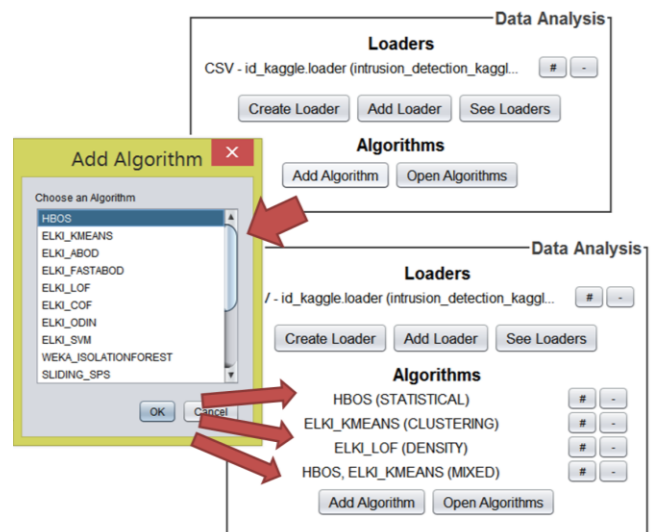 Data Analysis
Loaders
CSV - id_kaggle.loader (intrusion_detection_kaggl...
#
-
Create Loader
Add Loader
See Loaders
Algorithms
Add Algorithm
Open Algorithms
Add Algorithm
×
Choose an Algorithm
HBOS
ELKI_KMEANS
ELKI_ABOD
ELKI_FASTABOD
ELKI_LOF
ELKI_COF
ELKI_ODIN
ELKI_SVM
WEKA_ISOLATIONFOREST
SLIDING_SPS
OK
Cancel
Data Analysis
Loaders
/ - id_kaggle.loader (intrusion_detection_kaggl...
#
-
Create Loader
Add Loader
See Loaders
Algorithms
HBOS (STATISTICAL)
#
-
ELKI_KMEANS (CLUSTERING)
#
-
ELKI_LOF (DENSITY)
#
-
HBOS, ELKI_KMEANS (MIXED)
#
-
Add Algorithm
Open Algorithms